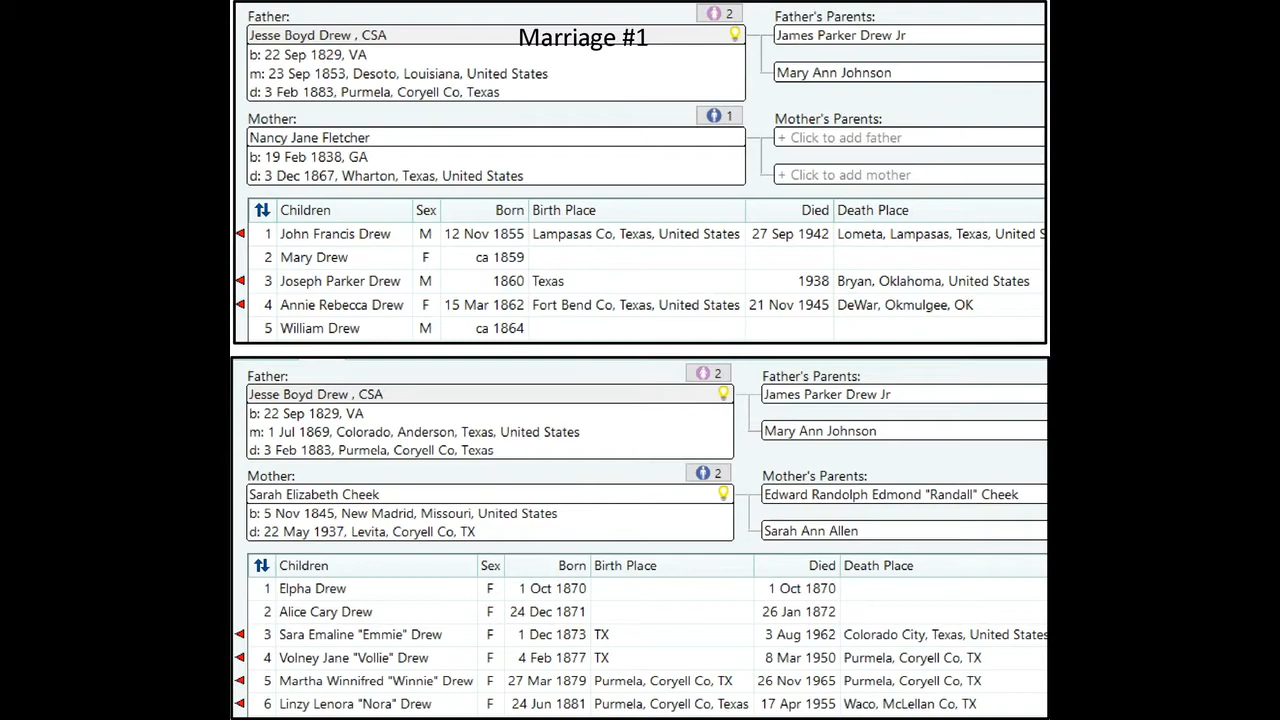 Father: 2 Father's Parents:
Jesse Boyd Drew , CSA Marriage #1 James Parker Drew Jr
b: 22 Sep 1829, VA
m: 23 Sep 1853, Desoto, Louisiana, United States Mary Ann Johnson
d: 3 Feb 1883, Purmela, Coryell Co, Texas
Mother: 1 Mother's Parents:
Nancy Jane Fletcher + Click to add father
b: 19 Feb 1838, GA
d: 3 Dec 1867, Wharton, Texas, United States + Click to add mother
Children Sex Born Birth Place Died Death Place
1 John Francis Drew M 12 Nov 1855 Lampasas Co, Texas, United States 27 Sep 1942 Lometa, Lampasas, Texas, United S
2 Mary Drew F ca 1859
3 Joseph Parker Drew M 1860 Texas 1938 Bryan, Oklahoma, United States
4 Annie Rebecca Drew F 15 Mar 1862 Fort Bend Co, Texas, United States 21 Nov 1945 DeWar, Okmulgee, OK
5 William Drew M ca 1864
Father: 2 Father's Parents:
Jesse Boyd Drew , CSA James Parker Drew Jr
b: 22 Sep 1829, VA
m: 1 Jul 1869, Colorado, Anderson, Texas, United States Mary Ann Johnson
d: 3 Feb 1883, Purmela, Coryell Co, Texas
Mother: 2 Mother's Parents:
Sarah Elizabeth Cheek Edward Randolph Edmond "Randall" Cheek
b: 5 Nov 1845, New Madrid, Missouri, United States
d: 22 May 1937, Levita, Coryell Co, TX Sarah Ann Allen
Children Sex Born Birth Place Died Death Place
1 Elpha Drew F 1 Oct 1870 1 Oct 1870
2 Alice Cary Drew F 24 Dec 1871 26 Jan 1872
3 Sara Emaline "Emmie" Drew F 1 Dec 1873 TX 3 Aug 1962 Colorado City, Texas, United States
4 Volney Jane "Vollie" Drew F 4 Feb 1877 TX 8 Mar 1950 Purmela, Coryell Co, TX
5 Martha Winnifred "Winnie" Drew F 27 Mar 1879 Purmela, Coryell Co, TX 26 Nov 1965 Purmela, Coryell Co, TX
6 Linzy Lenora "Nora" Drew F 24 Jun 1881 Purmela, Coryell Co, Texas 17 Apr 1955 Waco, McLellan Co, TX